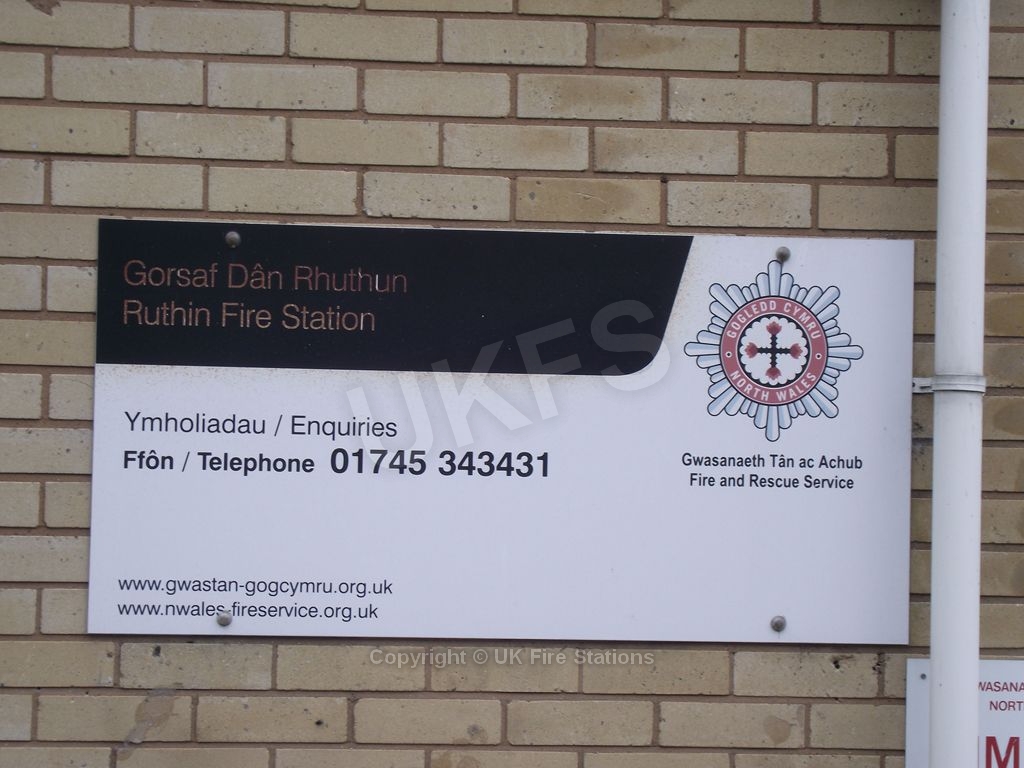 Gorsaf Dân Rhuthun
Ruthin Fire Station
GOGLEDD CYMRU
NORTH WALES
Gwasanaeth Tân ac Achub
Fire and Rescue Service
Ymholiadau / Enquiries
Ffôn / Telephone 01745 343431
www.gwastan-gogcymru.org.uk
www.nwales-fireservice.org.uk
UKFS
Copyright © UK Fire Stations